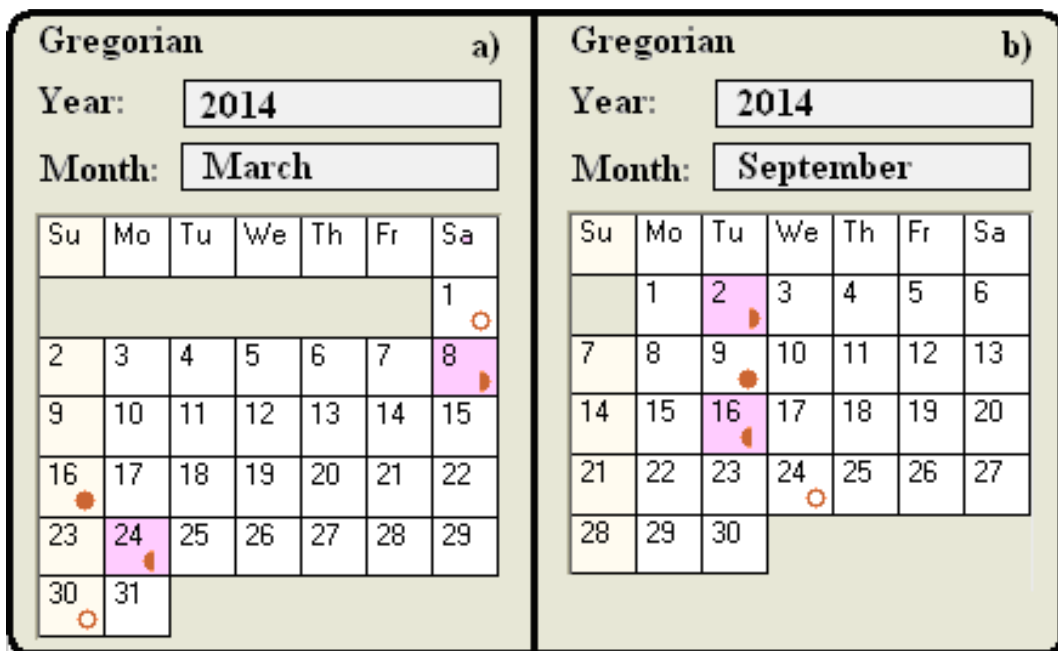 Gregorian a)
Year: 2014
Month: March
Su Mo Tu We Th Fr Sa
1
2 3 4 5 6 7 8
9 10 11 12 13 14 15
16 17 18 19 20 21 22
23 24 25 26 27 28 29
30 31
Gregorian b)
Year: 2014
Month: September
Su Mo Tu We Th Fr Sa
1 2 3 4 5 6
7 8 9 10 11 12 13
14 15 16 17 18 19 20
21 22 23 24 25 26 27
28 29 30